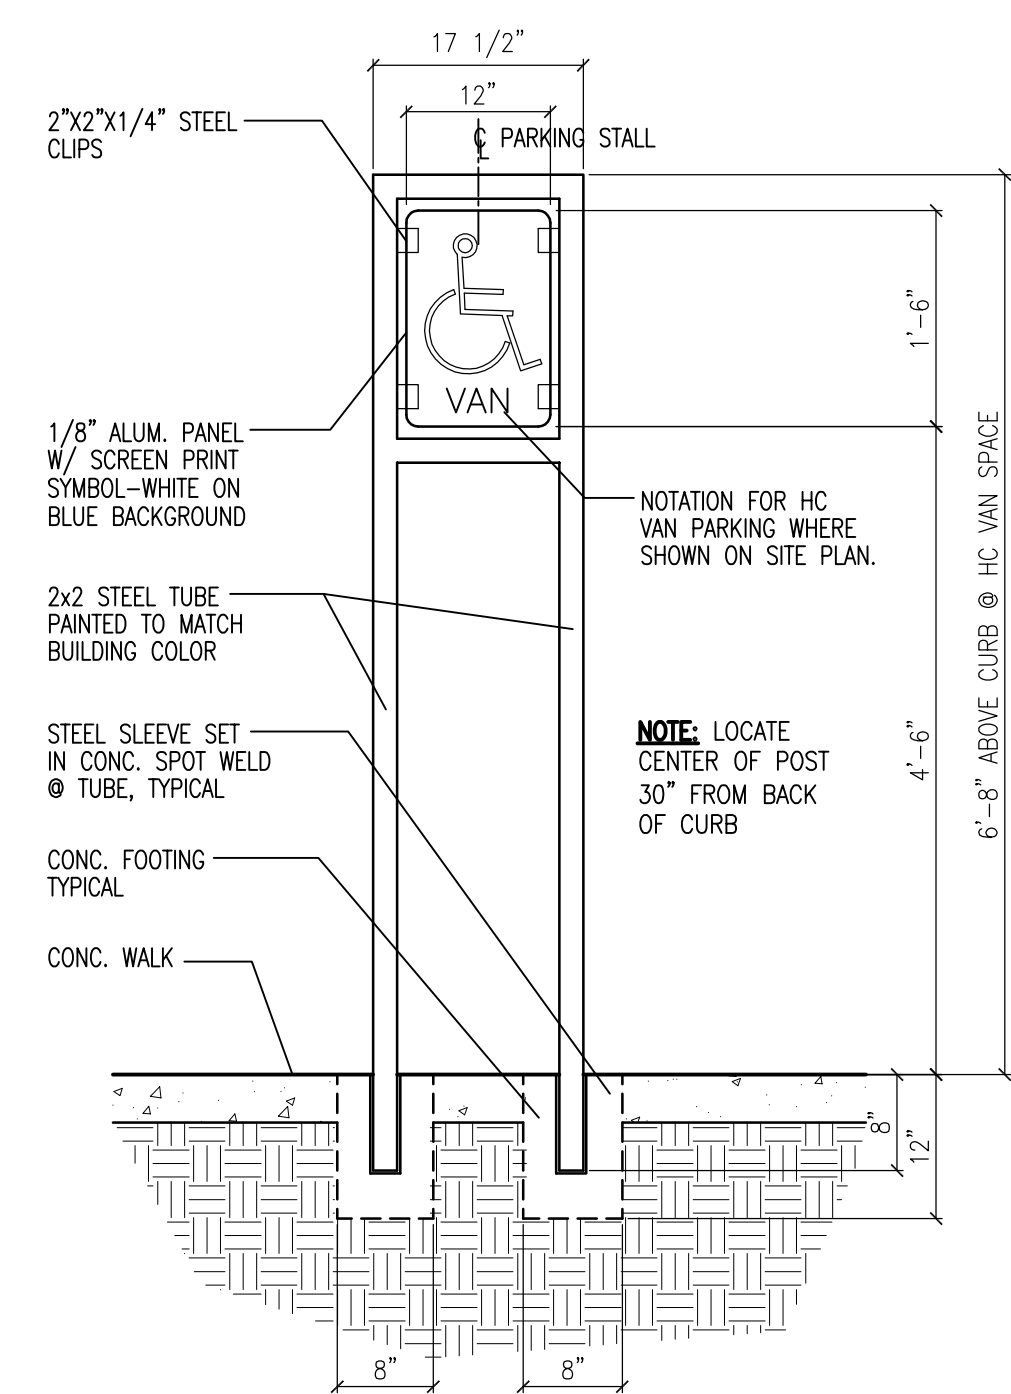 17 1/2"
12"
2"X2"X1/4" STEEL
CLIPS
℄ PARKING STALL
1'-6"
VAN
1/8" ALUM. PANEL
W/ SCREEN PRINT
SYMBOL-WHITE ON
BLUE BACKGROUND
NOTATION FOR HC
VAN PARKING WHERE
SHOWN ON SITE PLAN.
6'-8" ABOVE CURB @ HC VAN SPACE
2x2 STEEL TUBE
PAINTED TO MATCH
BUILDING COLOR
STEEL SLEEVE SET
IN CONC. SPOT WELD
@ TUBE, TYPICAL
NOTE: LOCATE
CENTER OF POST
30" FROM BACK
OF CURB
4'-6"
CONC. FOOTING
TYPICAL
CONC. WALK
8"
12"
8"
8"